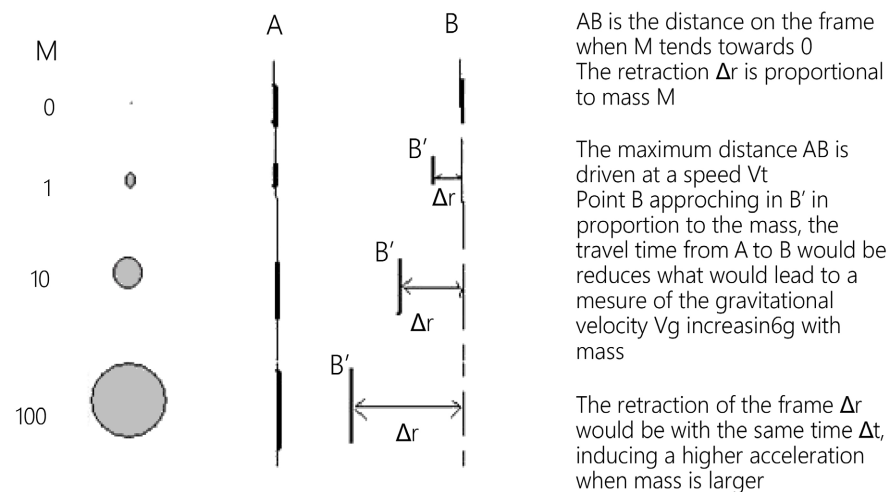 A
B
M
0
1
10
100
B'
Δr
B'
Δr
B'
Δr
AB is the distance on the frame
when M tends towards 0
The retraction Δr is proportional
to mass M
The maximum distance AB is
driven at a speed Vt
Point B approching in B' in
proportion to the mass, the
travel time from A to B would be
reduces what would lead to a
mesure of the gravitational
velocity Vg increasin6g with
mass
The retraction of the frame Δr
would be with the same time Δt,
inducing a higher acceleration
when mass is larger